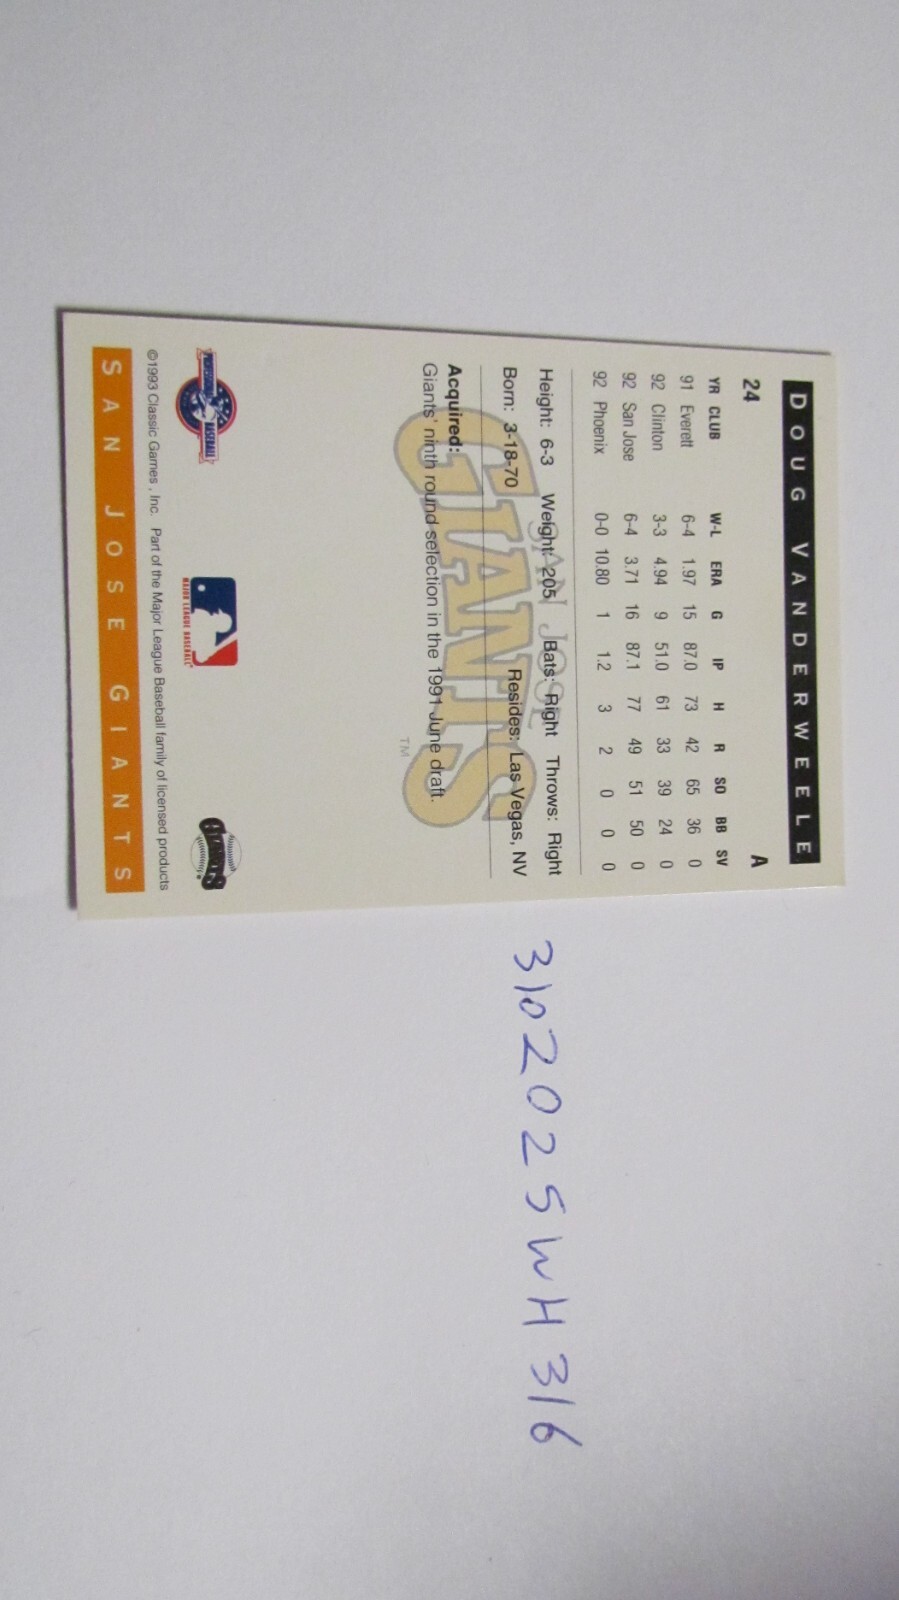 DOUG VANDERWEELE
24 A
YR CLUB W-L ERA G IP H R SO BB SV
91 Everett 6-4 1.97 15 87.0 73 42 65 36 0
92 Clinton 3-3 4.94 9 51.0 61 33 39 24 0
92 San Jose 6-4 3.71 16 87.1 77 49 51 50 0
92 Phoenix 0-0 10.80 1 1.2 3 2 0 0 0
Height: 6-3 Weight: 205 Bats: Right Throws: Right
Born: 3-18-70 Resides: Las Vegas, NV
SAN JOSE
GIANTS
TM
Acquired:
Giants' ninth round selection in the 1991 June draft.
PROFESSIONAL BASEBALL
MAJOR LEAGUE BASEBALL
GIANTS
©1993 Classic Games, Inc. Part of the Major League Baseball family of licensed products
SAN JOSE GIANTS
3102025WH316